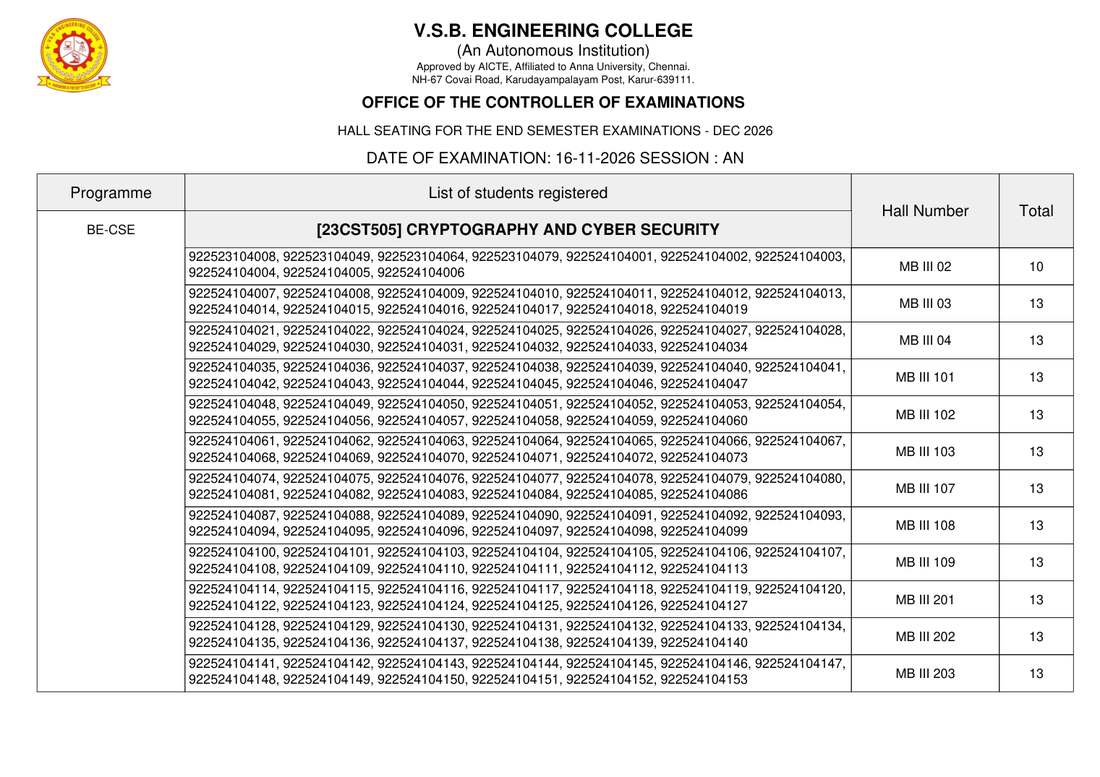 V.S.B. ENGINEERING COLLEGE
(An Autonomous Institution)
Approved by AICTE, Affiliated to Anna University, Chennai.
NH-67 Covai Road, Karudayampalayam Post, Karur-639111.
OFFICE OF THE CONTROLLER OF EXAMINATIONS
HALL SEATING FOR THE END SEMESTER EXAMINATIONS - DEC 2026
DATE OF EXAMINATION: 16-11-2026 SESSION : AN
Programme List of students registered Hall Number Total
BE-CSE [23CST505] CRYPTOGRAPHY AND CYBER SECURITY
922523104008, 922523104049, 922523104064, 922523104079, 922524104001, 922524104002, 922524104003,
922524104004, 922524104005, 922524104006 MB III 02 10
922524104007, 922524104008, 922524104009, 922524104010, 922524104011, 922524104012, 922524104013,
922524104014, 922524104015, 922524104016, 922524104017, 922524104018, 922524104019 MB III 03 13
922524104021, 922524104022, 922524104024, 922524104025, 922524104026, 922524104027, 922524104028,
922524104029, 922524104030, 922524104031, 922524104032, 922524104033, 922524104034 MB III 04 13
922524104035, 922524104036, 922524104037, 922524104038, 922524104039, 922524104040, 922524104041,
922524104042, 922524104043, 922524104044, 922524104045, 922524104046, 922524104047 MB III 101 13
922524104048, 922524104049, 922524104050, 922524104051, 922524104052, 922524104053, 922524104054,
922524104055, 922524104056, 922524104057, 922524104058, 922524104059, 922524104060 MB III 102 13
922524104061, 922524104062, 922524104063, 922524104064, 922524104065, 922524104066, 922524104067,
922524104068, 922524104069, 922524104070, 922524104071, 922524104072, 922524104073 MB III 103 13
922524104074, 922524104075, 922524104076, 922524104077, 922524104078, 922524104079, 922524104080,
922524104081, 922524104082, 922524104083, 922524104084, 922524104085, 922524104086 MB III 107 13
922524104087, 922524104088, 922524104089, 922524104090, 922524104091, 922524104092, 922524104093,
922524104094, 922524104095, 922524104096, 922524104097, 922524104098, 922524104099 MB III 108 13
922524104100, 922524104101, 922524104103, 922524104104, 922524104105, 922524104106, 922524104107,
922524104108, 922524104109, 922524104110, 922524104111, 922524104112, 922524104113 MB III 109 13
922524104114, 922524104115, 922524104116, 922524104117, 922524104118, 922524104119, 922524104120,
922524104122, 922524104123, 922524104124, 922524104125, 922524104126, 922524104127 MB III 201 13
922524104128, 922524104129, 922524104130, 922524104131, 922524104132, 922524104133, 922524104134,
922524104135, 922524104136, 922524104137, 922524104138, 922524104139, 922524104140 MB III 202 13
922524104141, 922524104142, 922524104143, 922524104144, 922524104145, 922524104146, 922524104147,
922524104148, 922524104149, 922524104150, 922524104151, 922524104152, 922524104153 MB III 203 13